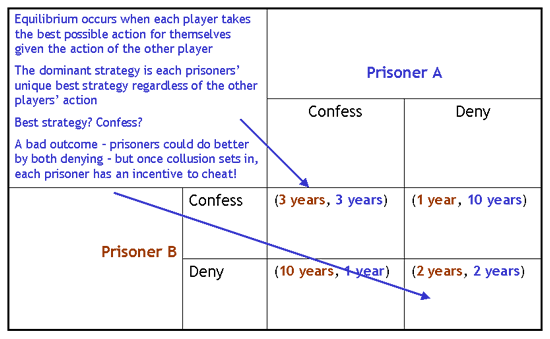 Equilibrium occurs when each player takes
the best possible action for themselves
given the action of the other player
The dominant strategy is each prisoners’
unique best strategy regardless of the other
players’ action
Best strategy? Confess?
A bad outcome - prisoners could do better
by both denying - but once collusion sets in,
each prisoner has an incentive to cheat!
Prisoner A
Confess Deny
Prisoner B
Confess (3 years, 3 years) (1 year, 10 years)
Deny (10 years, 1 year) (2 years, 2 years)